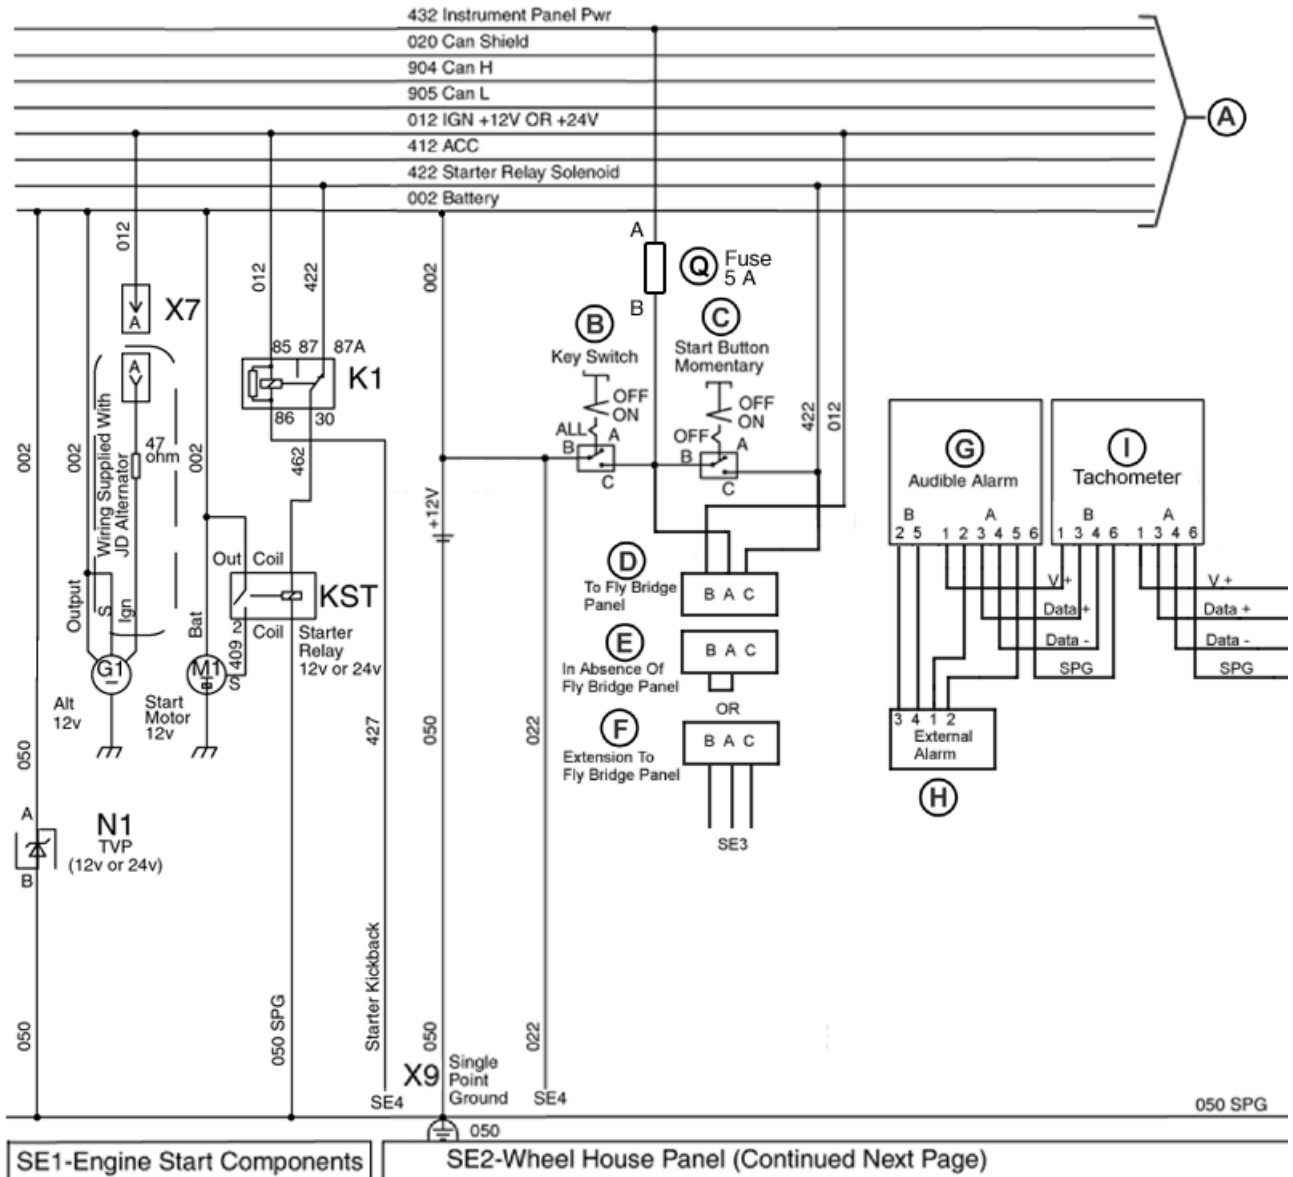 432 Instrument Panel Pwr
020 Can Shield
904 Can H
905 Can L
012 IGN +12V OR +24V
412 ACC
422 Starter Relay Solenoid
002 Battery
A
012
X7
A
A
Wiring Supplied With
JD Alternator
47
ohm
002
002
002
Output
S
Ign
G1
Alt
12v
Bat
M1
Start
Motor
12v
S
409
050
A
N1
TVP
(12v or 24v)
B
050
012
422
85 87 87A
K1
86 30
462
Out Coil
KST
2
Coil
Starter
Relay
12v or 24v
427
Starter Kickback
SE4
050 SPG
002
+12V
050
050
X9
Single
Point
Ground
050
222
022
SE4
A
Q
Fuse
5 A
B
B
Key Switch
OFF
ON
ALL
A
B
C
C
Start Button
Momentary
OFF
ON
OFF
A
B
C
422
012
D
To Fly Bridge
Panel
B A C
E
In Absence Of
Fly Bridge Panel
B A C
OR
F
Extension To
Fly Bridge Panel
B A C
SE3
G
Audible Alarm
B A
2 5 1 2 3 4 5 6
I
Tachometer
B A
1 3 4 6 1 3 4 6
V +
Data +
Data -
SPG
V +
Data +
Data -
SPG
3 4 1 2
External
Alarm
H
050 SPG
SE1-Engine Start Components
SE2-Wheel House Panel (Continued Next Page)